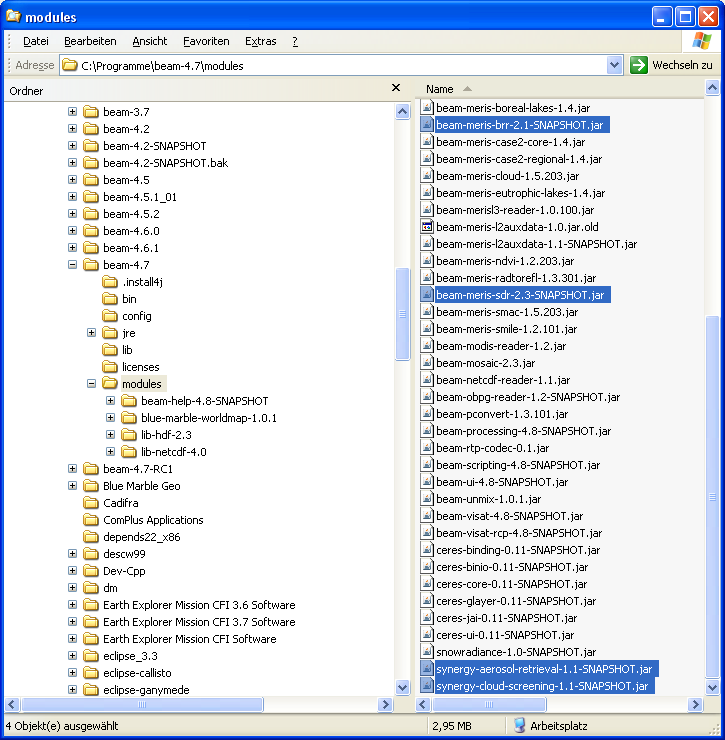 modules
Datei Bearbeiten Ansicht Favoriten Extras ?
Adresse C:\Programme\beam-4.7\modules Wechseln zu
Ordner
beam-3.7
beam-4.2
beam-4.2-SNAPSHOT
beam-4.2-SNAPSHOT.bak
beam-4.5
beam-4.5.1_01
beam-4.5.2
beam-4.6.0
beam-4.6.1
beam-4.7
.install4j
bin
config
jre
lib
licenses
modules
beam-help-4.8-SNAPSHOT
blue-marble-worldmap-1.0.1
lib-hdf-2.3
lib-netcdf-4.0
beam-4.7-RC1
Blue Marble Geo
Cadifra
ComPlus Applications
depends22_x86
descw99
Dev-Cpp
dm
Earth Explorer Mission CFI 3.6 Software
Earth Explorer Mission CFI 3.7 Software
Earth Explorer Mission CFI Software
eclipse_3.3
eclipse-callisto
eclipse-ganymede
Name
beam-meris-boreal-lakes-1.4.jar
beam-meris-brr-2.1-SNAPSHOT.jar
beam-meris-case2-core-1.4.jar
beam-meris-case2-regional-1.4.jar
beam-meris-cloud-1.5.203.jar
beam-meris-eutrophic-lakes-1.4.jar
beam-merisl3-reader-1.0.100.jar
beam-meris-l2auxdata-1.0.jar.old
beam-meris-l2auxdata-1.1-SNAPSHOT.jar
beam-meris-ndvi-1.2.203.jar
beam-meris-radtorefl-1.3.301.jar
beam-meris-sdr-2.3-SNAPSHOT.jar
beam-meris-smac-1.5.203.jar
beam-meris-smile-1.2.101.jar
beam-modis-reader-1.2.jar
beam-mosaic-2.3.jar
beam-netcdf-reader-1.1.jar
beam-obpg-reader-1.2-SNAPSHOT.jar
beam-pconvert-1.3.101.jar
beam-processing-4.8-SNAPSHOT.jar
beam-rtp-codec-0.1.jar
beam-scripting-4.8-SNAPSHOT.jar
beam-ui-4.8-SNAPSHOT.jar
beam-unmix-1.0.1.jar
beam-visat-4.8-SNAPSHOT.jar
beam-visat-rcp-4.8-SNAPSHOT.jar
ceres-binding-0.11-SNAPSHOT.jar
ceres-binio-0.11-SNAPSHOT.jar
ceres-core-0.11-SNAPSHOT.jar
ceres-glayer-0.11-SNAPSHOT.jar
ceres-jai-0.11-SNAPSHOT.jar
ceres-ui-0.11-SNAPSHOT.jar
snowradiance-1.0-SNAPSHOT.jar
synergy-aerosol-retrieval-1.1-SNAPSHOT.jar
synergy-cloud-screening-1.1-SNAPSHOT.jar
4 Objekt(e) ausgewählt 2,95 MB Arbeitsplatz